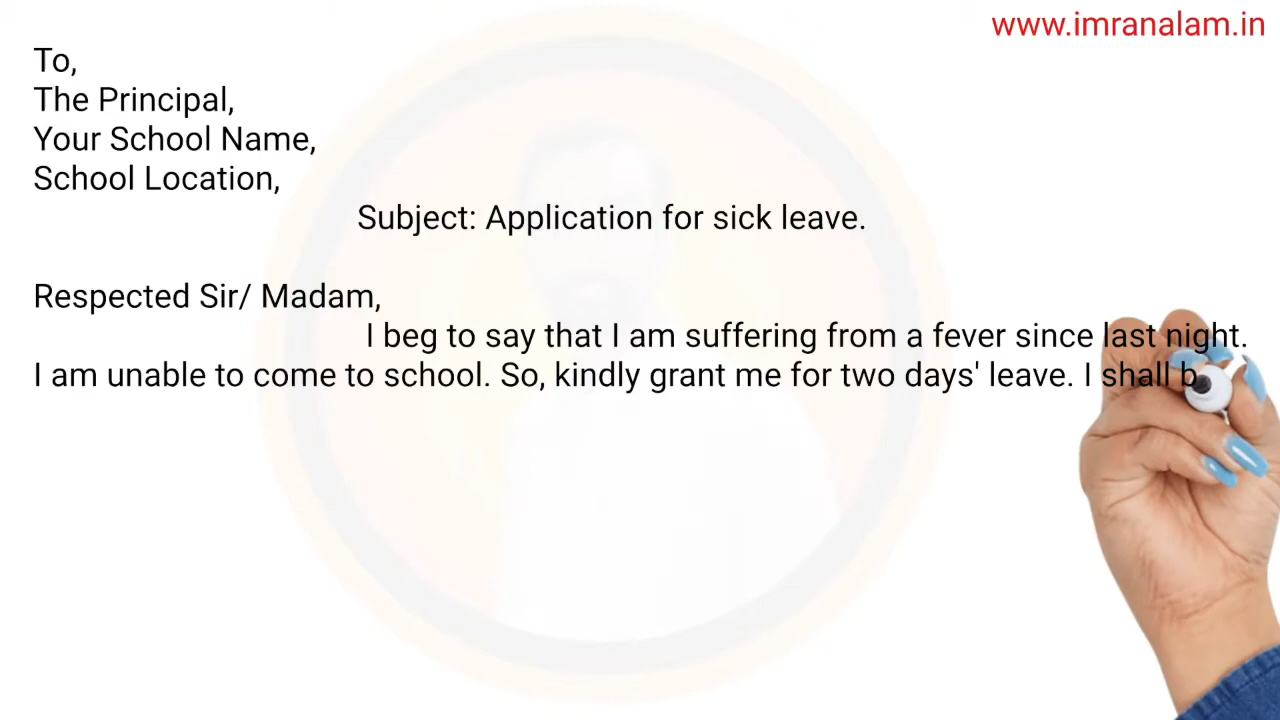 www.imranalam.in
To,
The Principal,
Your School Name,
School Location,
Subject: Application for sick leave.
Respected Sir/ Madam,
I beg to say that I am suffering from a fever since last night.
I am unable to come to school. So, kindly grant me for two days' leave. I shall b